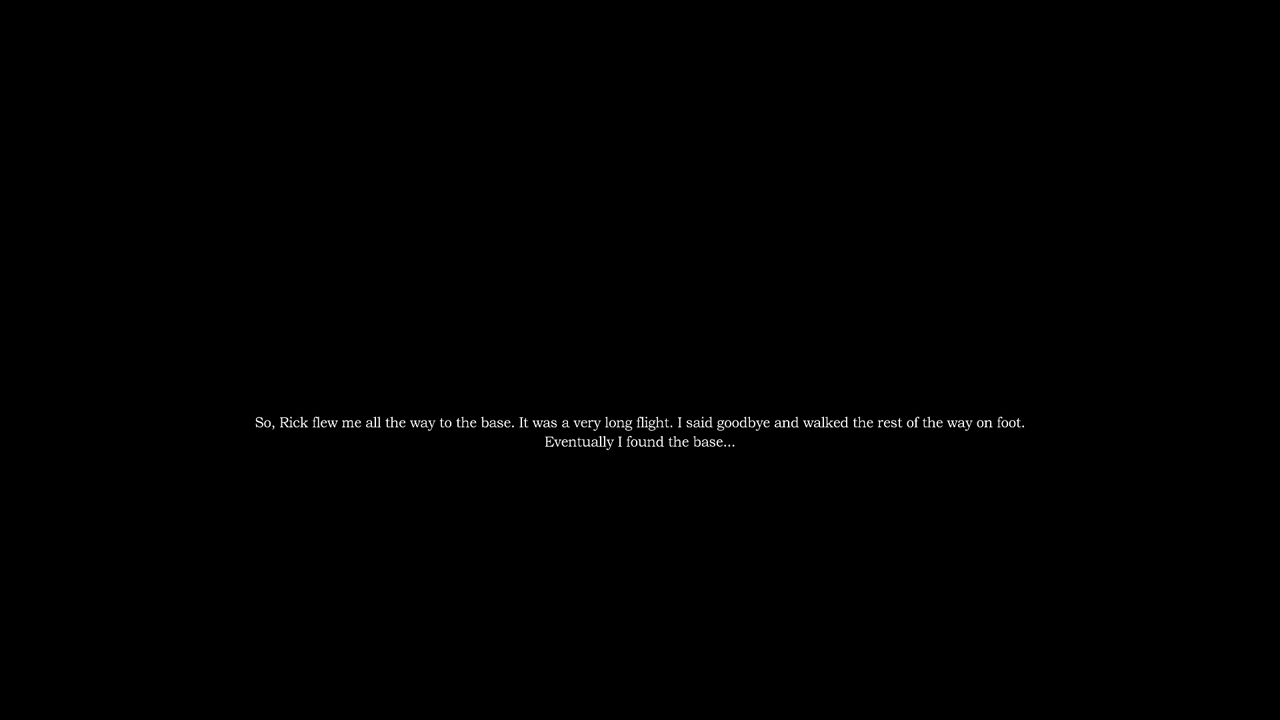 So, Rick flew me all the way to the base. It was a very long flight. I said goodbye and walked the rest of the way on foot.
Eventually I found the base...